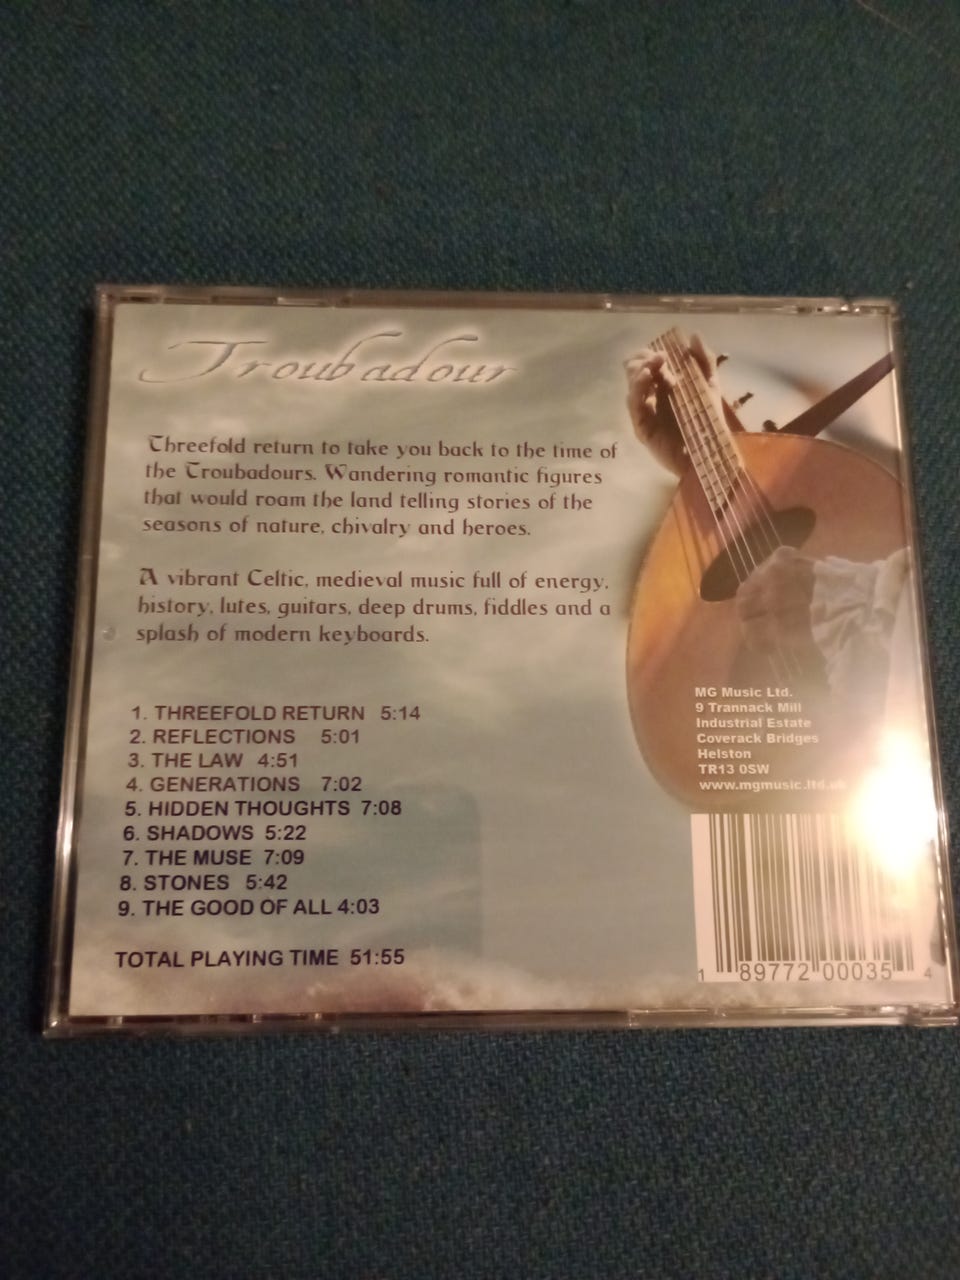 Troubadour
Threefold return to take you back to the time of
the Troubadours. Wandering romantic figures
that would roam the land telling stories of the
seasons of nature, chivalry and heroes.
A vibrant Celtic, medieval music full of energy,
history, lutes, guitars, deep drums, fiddles and a
splash of modern keyboards.
1. THREEFOLD RETURN 5:14
2. REFLECTIONS 5:01
3. THE LAW 4:51
4. GENERATIONS 7:02
5. HIDDEN THOUGHTS 7:08
6. SHADOWS 5:22
7. THE MUSE 7:09
8. STONES 5:42
9. THE GOOD OF ALL 4:03
TOTAL PLAYING TIME 51:55
MG Music Ltd.
9 Trannack Mill
Industrial Estate
Coverack Bridges
Helston
TR13 0SW
www.mgmusic.ltd.uk
1 89772 00035 4